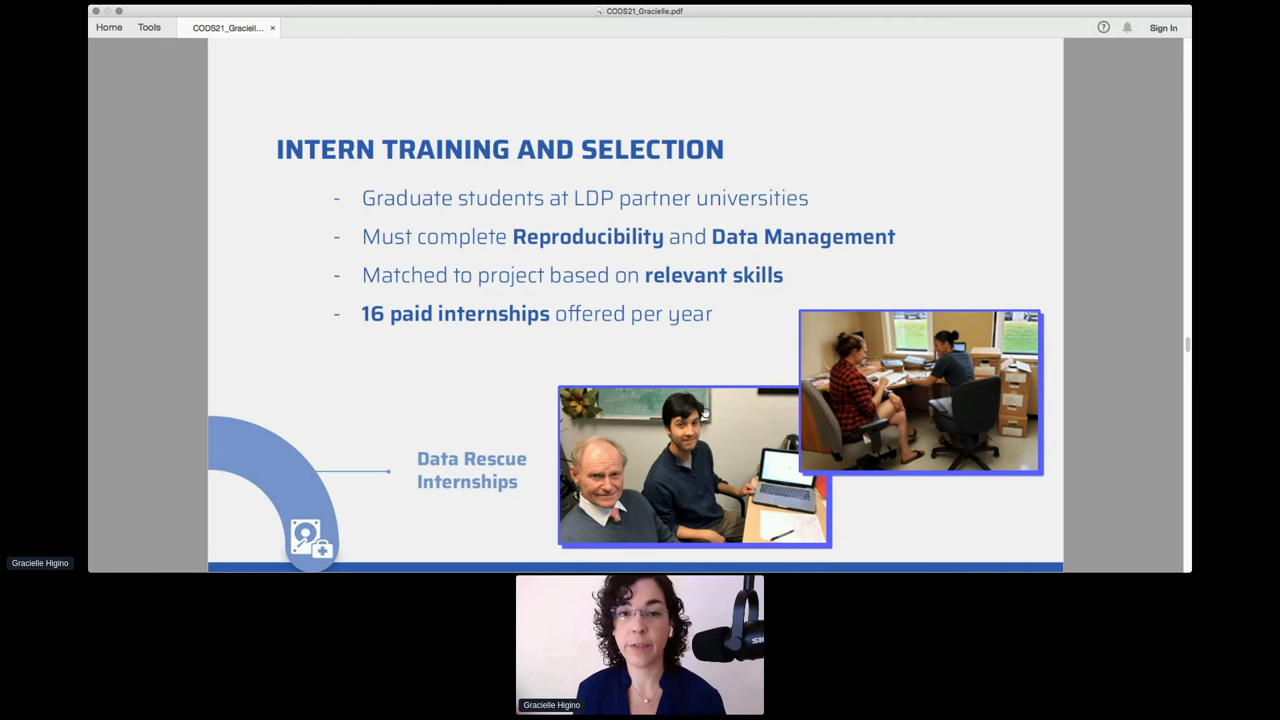 CODS21_Gracielle.pdf
Home Tools CODS21_Graciell... × Sign In
INTERN TRAINING AND SELECTION
- Graduate students at LDP partner universities
- Must complete Reproducibility and Data Management
- Matched to project based on relevant skills
- 16 paid internships offered per year
Data Rescue
Internships
Gracielle Higino
Gracielle Higino